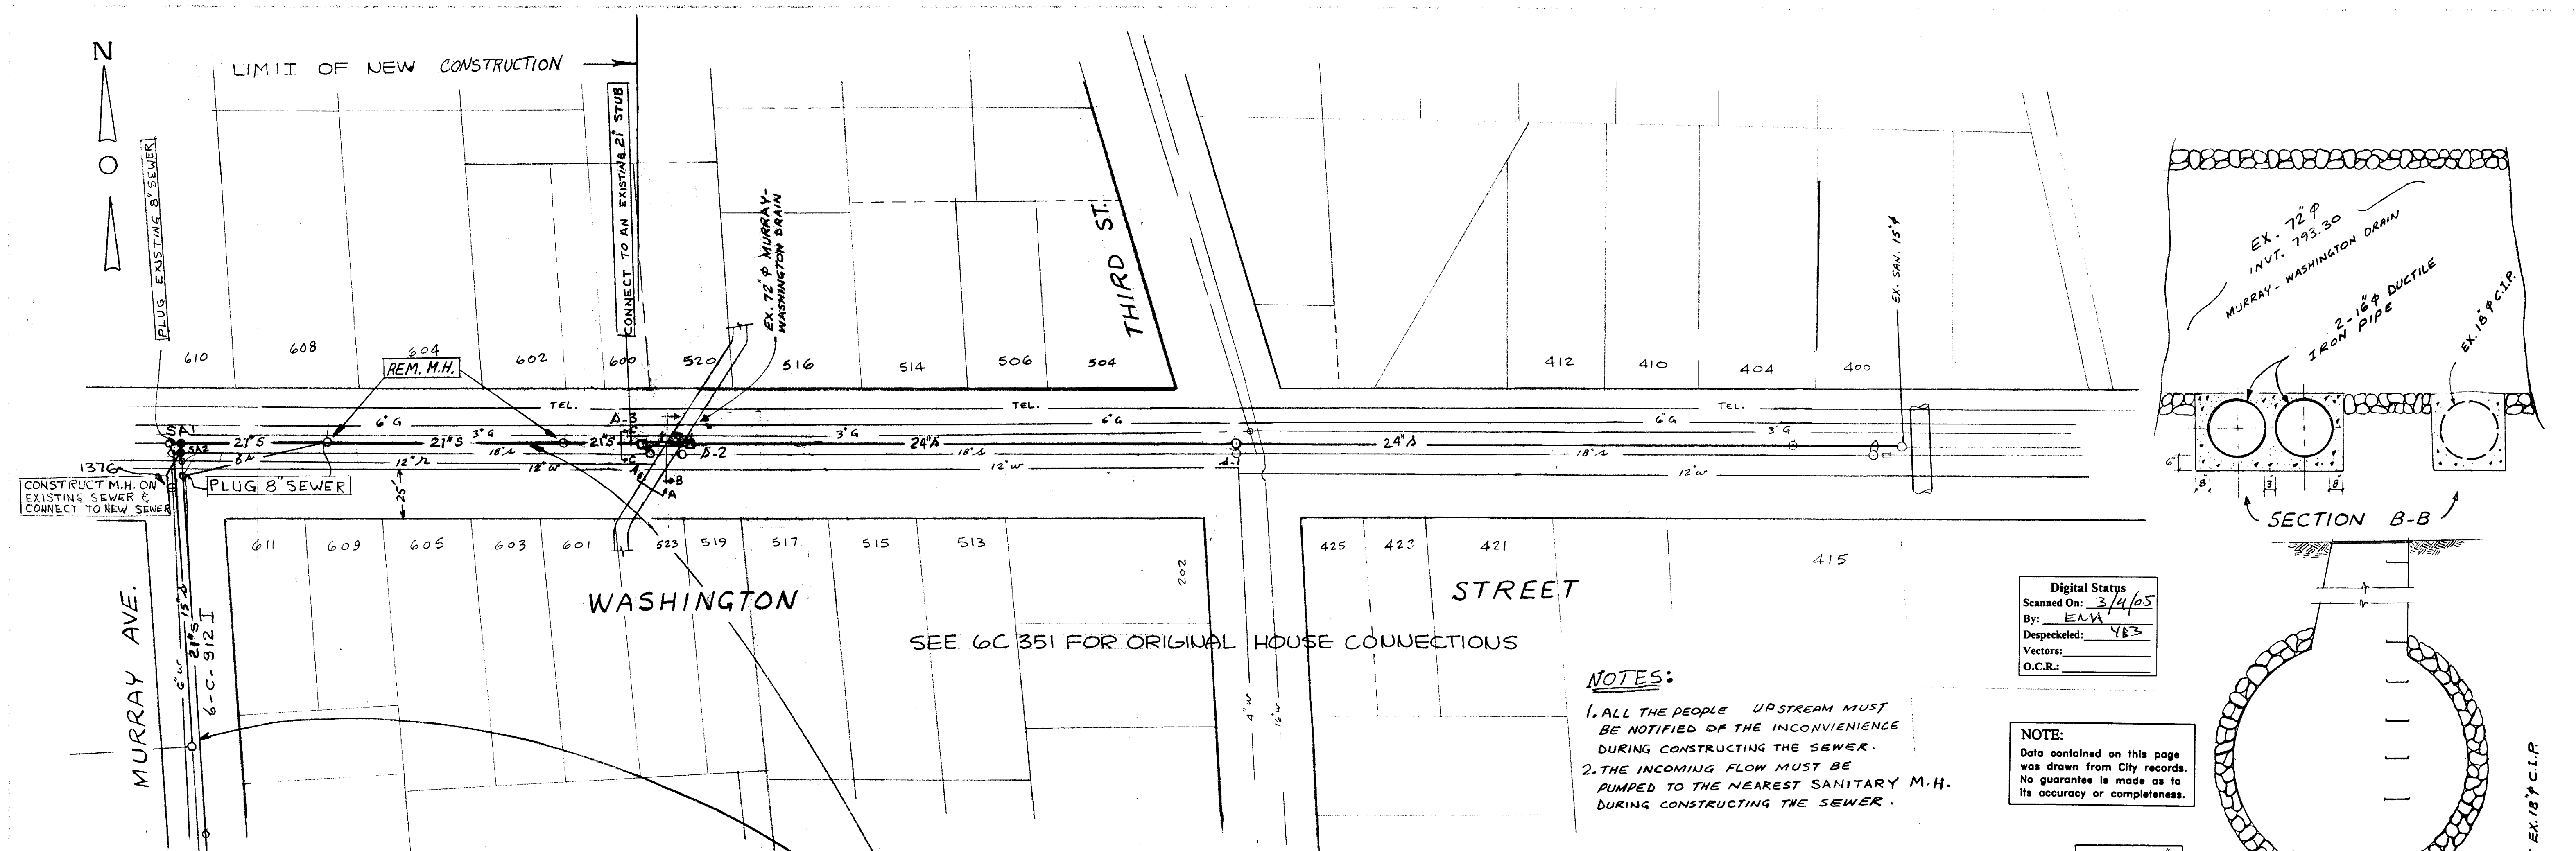 N
LIMIT OF NEW CONSTRUCTION
PLUG EXISTING 8" SEWER
CONNECT TO AN EXISTING 21" STUB
EX. 72" φ MURRAY-
WASHINGTON DRAIN
THIRD ST.
EX. SAN. 15" φ
610
608
604
602
600
520
516
514
506
504
412
410
404
400
REM. M.H.
TEL.
TEL.
TEL.
6" G
6" G
6" G
3" G
3" G
3" G
SA1
SA2
21" S
21" S
21" S
24" S
24" S
8" S
12" W
18" S
12" W
18" S
12" W
18" S
12" W
S-3
S-2
S-1
C
B
A
25'
1376
CONSTRUCT M.H. ON
EXISTING SEWER &
CONNECT TO NEW SEWER
PLUG 8" SEWER
611
609
605
603
601
523
519
517
515
513
202
425
423
421
415
WASHINGTON
STREET
SEE 6C 351 FOR ORIGINAL HOUSE CONNECTIONS
MURRAY AVE.
6" W
15" S
21" S
6-C-912 I
4" W
16" W
NOTES:
1. ALL THE PEOPLE UPSTREAM MUST
BE NOTIFIED OF THE INCONVIENIENCE
DURING CONSTRUCTING THE SEWER.
2. THE INCOMING FLOW MUST BE
PUMPED TO THE NEAREST SANITARY M.H.
DURING CONSTRUCTING THE SEWER.
EX. 72" φ
INVT. 793.30
MURRAY - WASHINGTON DRAIN
2-16" φ DUCTILE
IRON PIPE
EX. 18" φ C.I.P.
6"
8"
3"
8"
SECTION B-B
Digital Status
Scanned On: 3/4/05
By:
Despeckeled:
Vectors:
O.C.R.:
NOTE:
Data contained on this page
was drawn from City records.
No guarantee is made as to
its accuracy or completeness.
EX. 18" φ C.I.P.